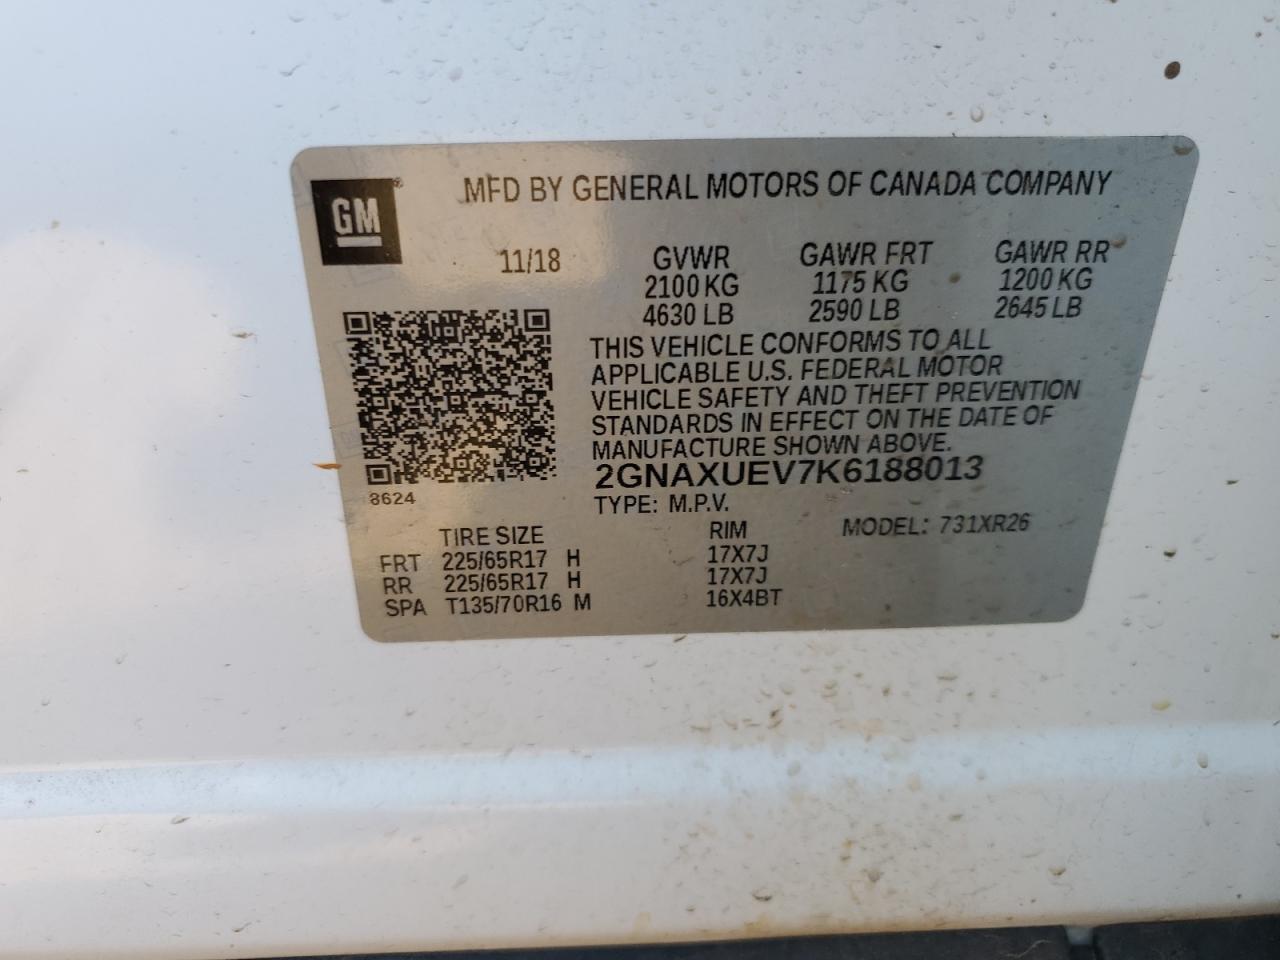 GM
MFD BY GENERAL MOTORS OF CANADA COMPANY
11/18 GVWR GAWR FRT GAWR RR
2100 KG 1175 KG 1200 KG
4630 LB 2590 LB 2645 LB
THIS VEHICLE CONFORMS TO ALL
APPLICABLE U.S. FEDERAL MOTOR
VEHICLE SAFETY AND THEFT PREVENTION
STANDARDS IN EFFECT ON THE DATE OF
MANUFACTURE SHOWN ABOVE.
2GNAXUEV7K6188013
8624
TYPE: M.P.V.
TIRE SIZE RIM MODEL: 731XR26
FRT 225/65R17 H 17X7J
RR 225/65R17 H 17X7J
SPA T135/70R16 M 16X4BT